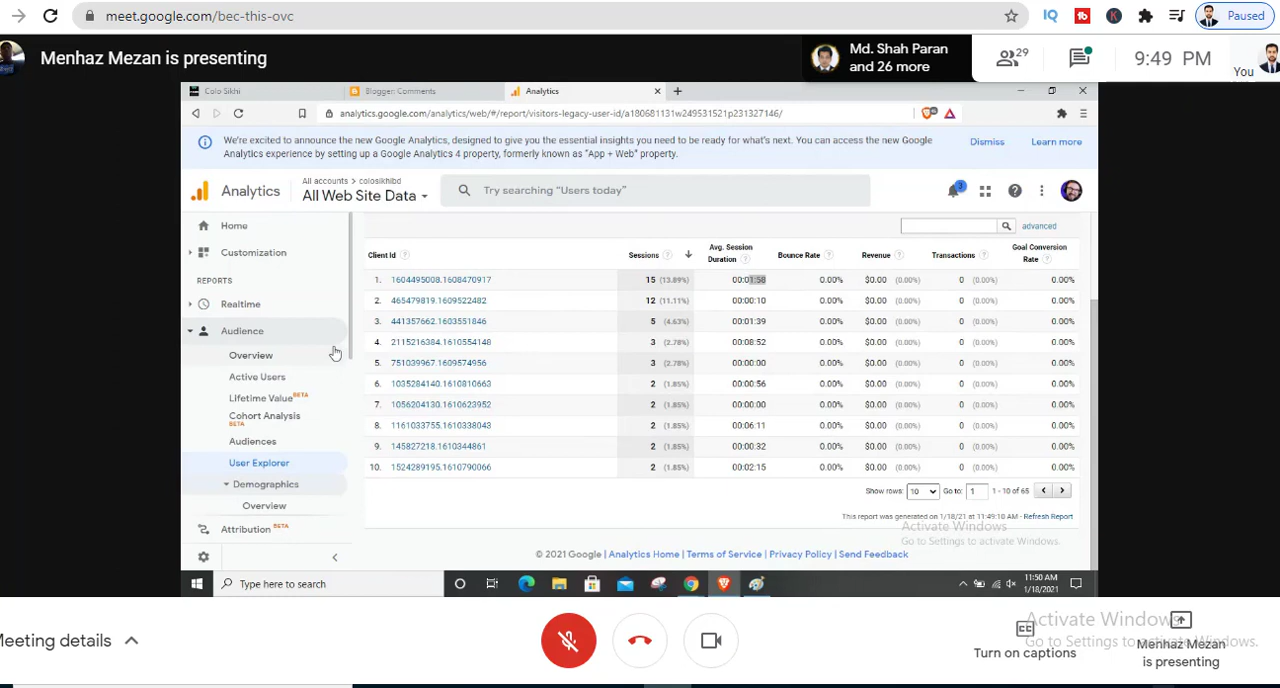 meet.google.com/bec-this-ovc
IQ
K
Paused
Menhaz Mezan is presenting
Md. Shah Paran
and 26 more
29
9:49 PM
You
Colo Sikhi
Blogger: Comments
Analytics
analytics.google.com/analytics/web/#/report/visitors-legacy-user-id/a180681131w249531521p231327146/
We're excited to announce the new Google Analytics, designed to give you the essential insights you need to be ready for what's next. You can access the new Google
Analytics experience by setting up a Google Analytics 4 property, formerly known as "App + Web" property.
Dismiss
Learn more
Analytics
All accounts > colosikhibd
All Web Site Data
Try searching "Users today"
3
Home
Customization
REPORTS
Realtime
Audience
Overview
Active Users
Lifetime Value BETA
Cohort Analysis
BETA
Audiences
User Explorer
Demographics
Overview
Attribution BETA
advanced
Client Id
Sessions
Avg. Session
Duration
Bounce Rate
Revenue
Transactions
Goal Conversion
Rate
1. 1604495008.1608470917 15 (13.89%) 00:01:58 0.00% $0.00 (0.00%) 0 (0.00%) 0.00%
2. 465479819.1609522482 12 (11.11%) 00:00:10 0.00% $0.00 (0.00%) 0 (0.00%) 0.00%
3. 441357662.1603551846 5 (4.63%) 00:01:39 0.00% $0.00 (0.00%) 0 (0.00%) 0.00%
4. 2115216384.1610554148 3 (2.78%) 00:08:52 0.00% $0.00 (0.00%) 0 (0.00%) 0.00%
5. 751039967.1609574956 3 (2.78%) 00:00:00 0.00% $0.00 (0.00%) 0 (0.00%) 0.00%
6. 1035284140.1610810663 2 (1.85%) 00:00:56 0.00% $0.00 (0.00%) 0 (0.00%) 0.00%
7. 1056204130.1610623952 2 (1.85%) 00:00:00 0.00% $0.00 (0.00%) 0 (0.00%) 0.00%
8. 1161033755.1610338043 2 (1.85%) 00:06:11 0.00% $0.00 (0.00%) 0 (0.00%) 0.00%
9. 145827218.1610344861 2 (1.85%) 00:00:32 0.00% $0.00 (0.00%) 0 (0.00%) 0.00%
10. 1524289195.1610790066 2 (1.85%) 00:02:15 0.00% $0.00 (0.00%) 0 (0.00%) 0.00%
Show rows: 10 Go to: 1 1 - 10 of 65
This report was generated on 1/18/21 at 11:49:10 AM - Refresh Report
Activate Windows
Go to Settings to activate Windows.
© 2021 Google | Analytics Home | Terms of Service | Privacy Policy | Send Feedback
Type here to search
11:50 AM
1/18/2021
Meeting details
Turn on captions
Activate Windows
Go to Settings to activate Windows.
Menhaz Mezan
is presenting